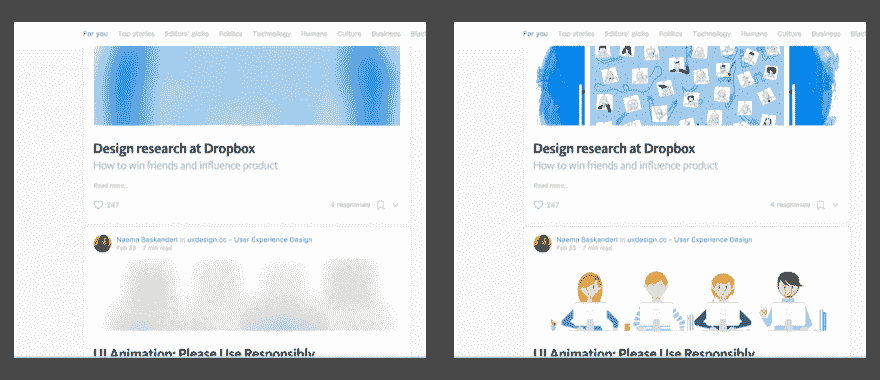 For you Top stories Editors' picks Politics Technology Humans Culture Business Blac
Design research at Dropbox
How to win friends and influence product
Read more...
247 4 responses
Naema Baskanderi in uxdesign.cc – User Experience Design
Feb 23 · 7 min read
UI Animation: Please Use Responsibly
For you Top stories Editors' picks Politics Technology Humans Culture Business Blac
Design research at Dropbox
How to win friends and influence product
Read more...
247 4 responses
Naema Baskanderi in uxdesign.cc – User Experience Design
Feb 23 · 7 min read
UI Animation: Please Use Responsibly